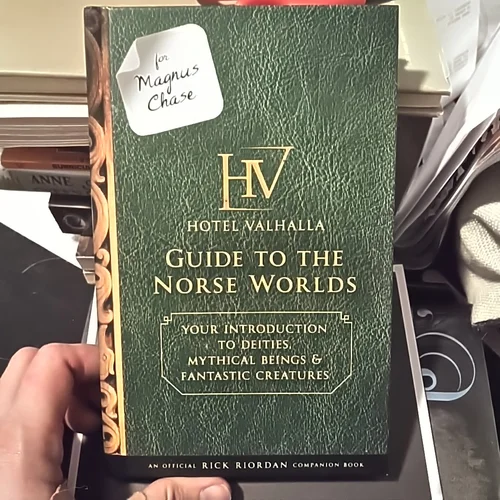 for
Magnus
Chase
HV
HOTEL VALHALLA
GUIDE TO THE
NORSE WORLDS
YOUR INTRODUCTION
TO DEITIES,
MYTHICAL BEINGS &
FANTASTIC CREATURES
AN OFFICIAL RICK RIORDAN COMPANION BOOK
ANNE